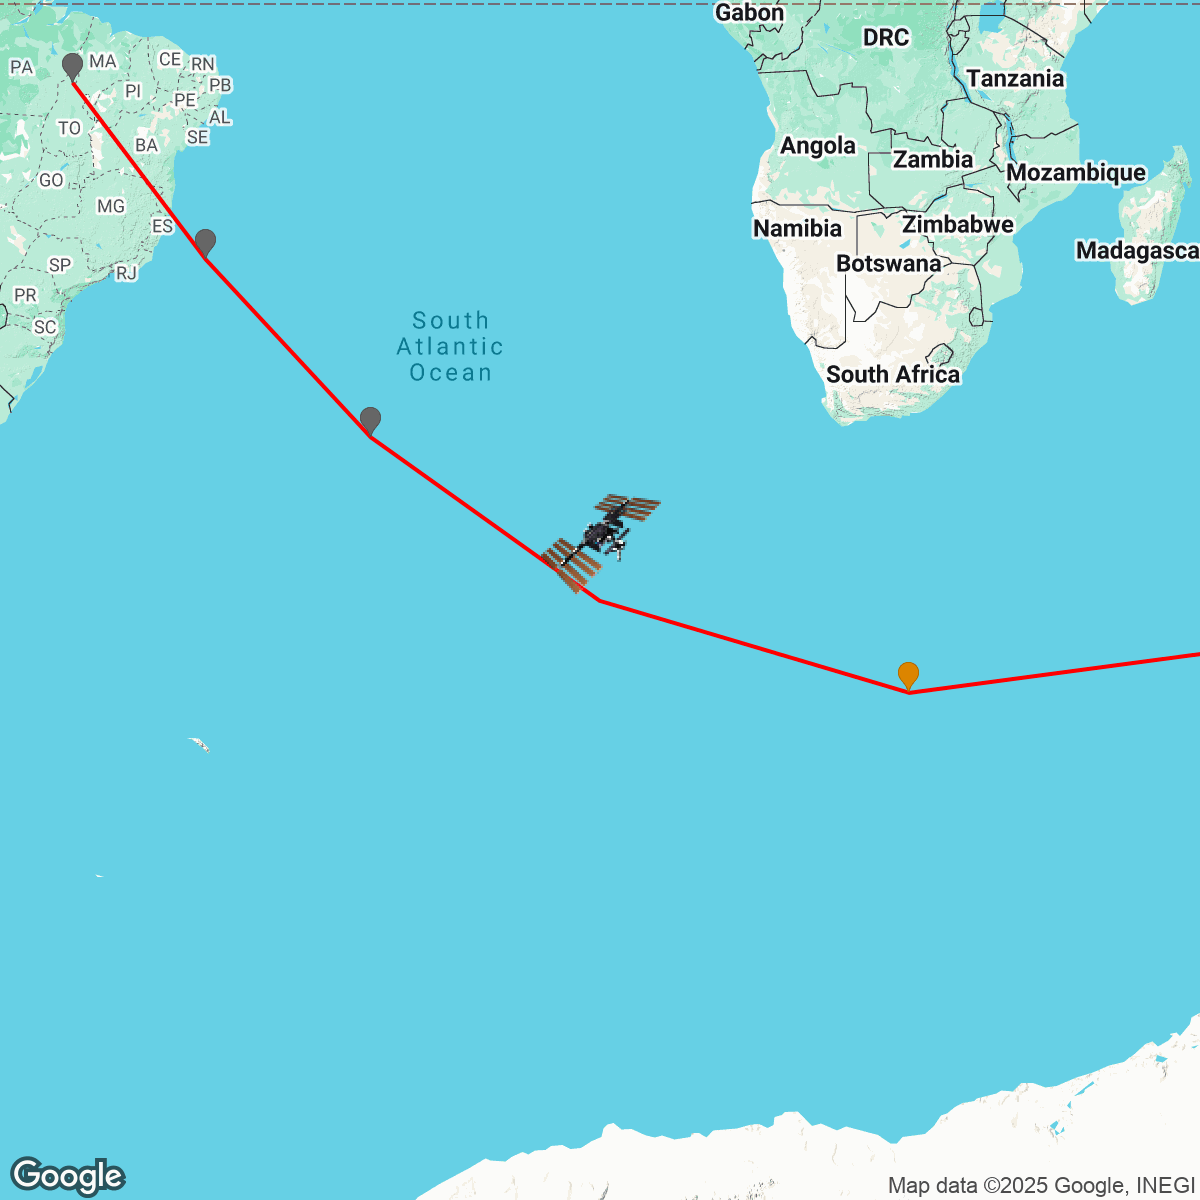 Gabon
DRC
Tanzania
PA
MA
CE
RN
PI
PB
PE
TO
AL
BA
SE
GO
MG
ES
SP
RJ
PR
SC
Angola
Zambia
Mozambique
Namibia
Zimbabwe
Botswana
Madagasca
South Africa
South
Atlantic
Ocean
Google
Map data ©2025 Google, INEGI